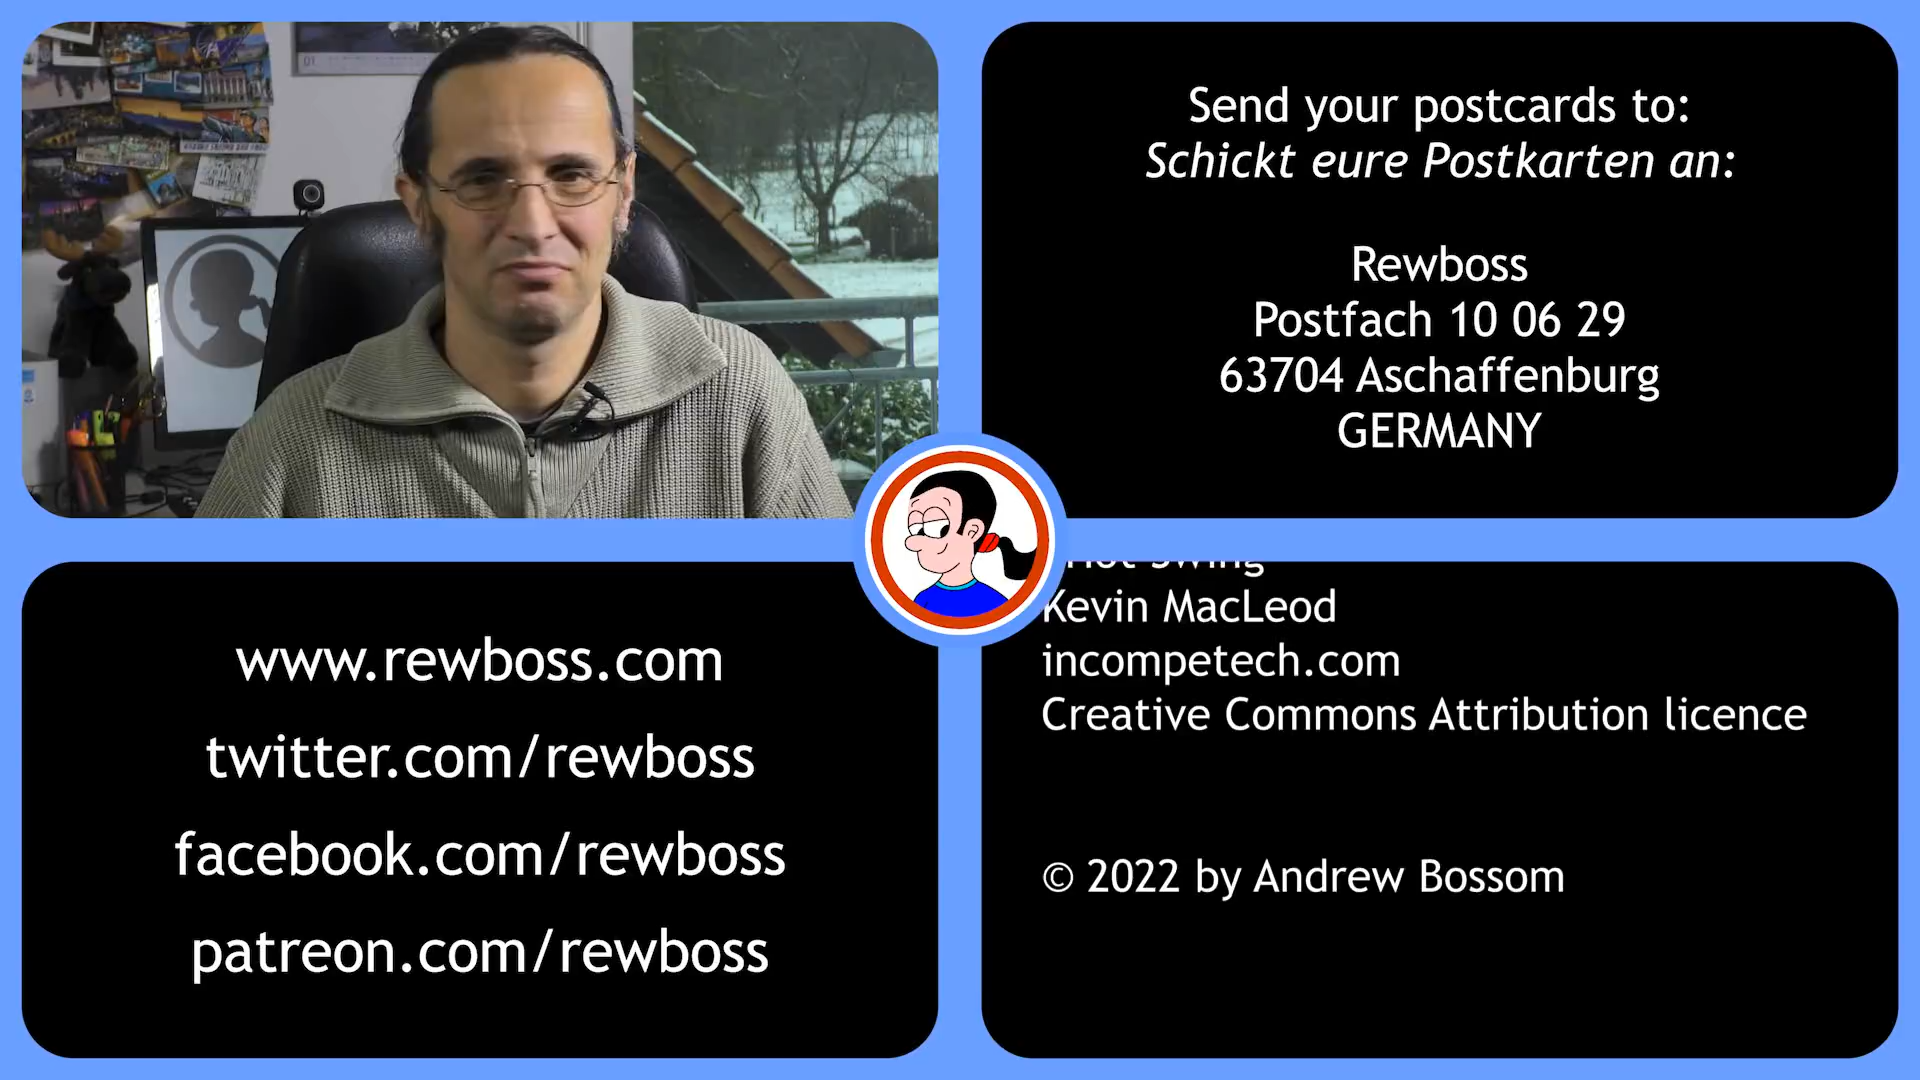 Send your postcards to:
Schickt eure Postkarten an:
Rewboss
Postfach 10 06 29
63704 Aschaffenburg
GERMANY
www.rewboss.com
twitter.com/rewboss
facebook.com/rewboss
patreon.com/rewboss
Hot Swing
Kevin MacLeod
incompetech.com
Creative Commons Attribution licence
© 2022 by Andrew Bossom